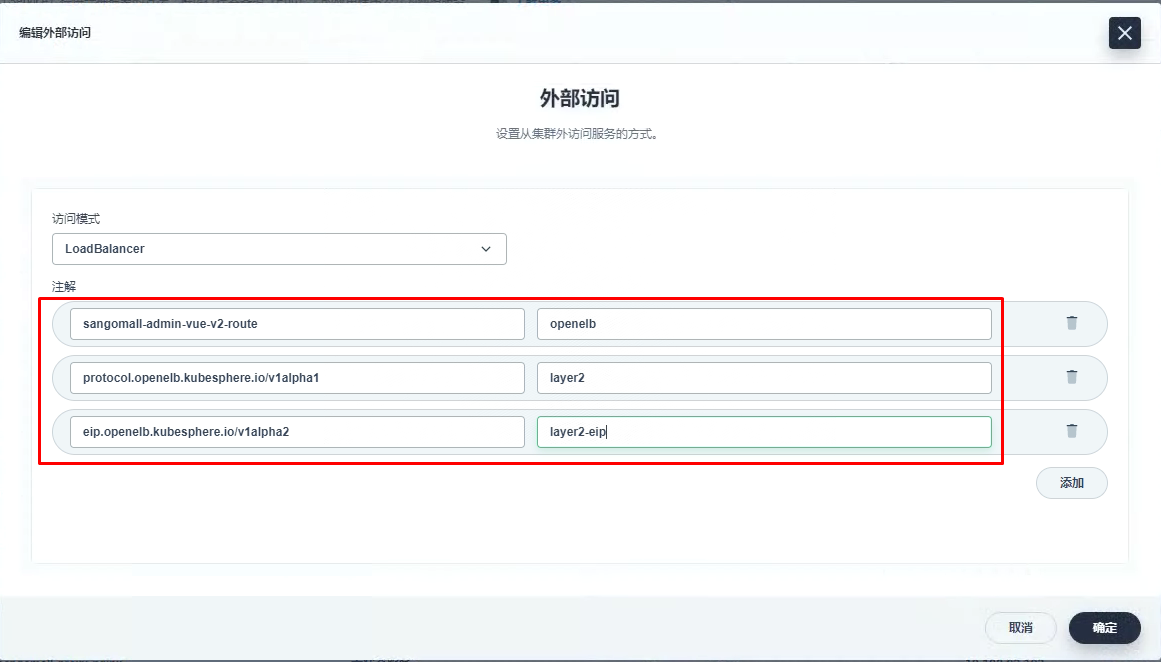 编辑外部访问
外部访问
设置从集群外访问服务的方式。
访问模式
LoadBalancer
注解
sangomall-admin-vue-v2-route openelb
protocol.openelb.kubesphere.io/v1alpha1 layer2
eip.openelb.kubesphere.io/v1alpha2 layer2-eip
添加
取消 确定